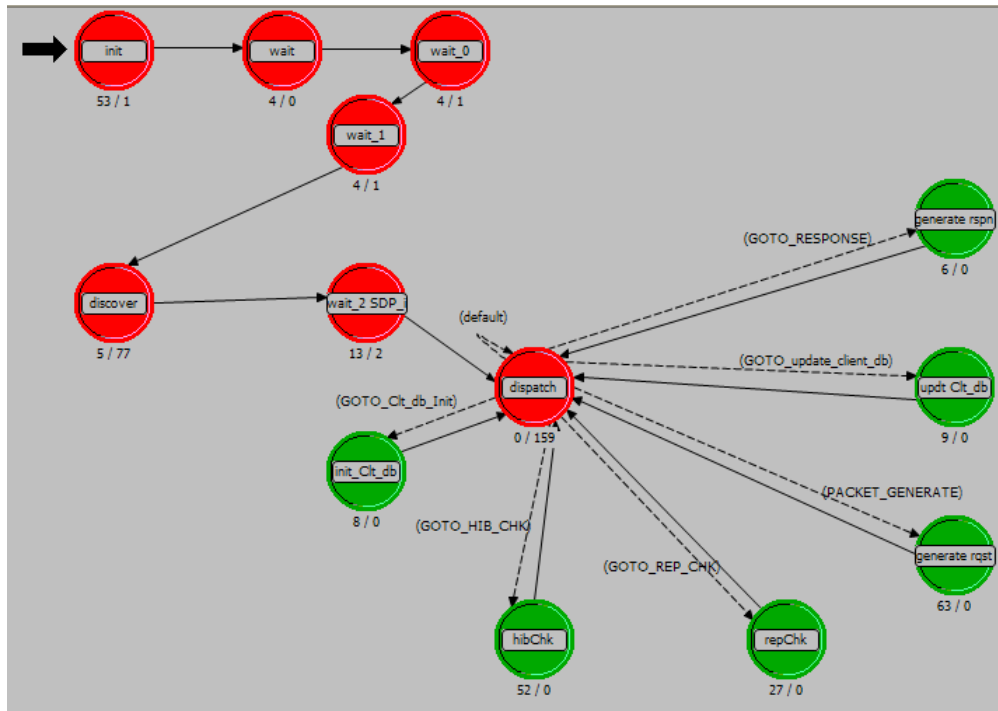 init
wait
wait_0
53 / 1
4 / 0
4 / 1
wait_1
4 / 1
generate rspn
(GOTO_RESPONSE)
6 / 0
discover
wait_2 SDP_i
(default)
5 / 77
13 / 2
(GOTO_update_client_db)
dispatch
updt Clt_db
(GOTO_Clt_db_Init)
0 / 159
9 / 0
init_Clt_db
(PACKET_GENERATE)
8 / 0
(GOTO_HIB_CHK)
generate rqst
(GOTO_REP_CHK)
63 / 0
hibChk
repChk
52 / 0
27 / 0